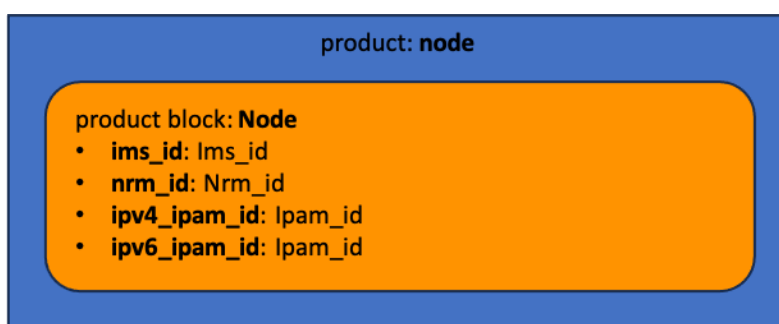 product: node
product block: Node
• ims_id: Ims_id
• nrm_id: Nrm_id
• ipv4_ipam_id: Ipam_id
• ipv6_ipam_id: Ipam_id